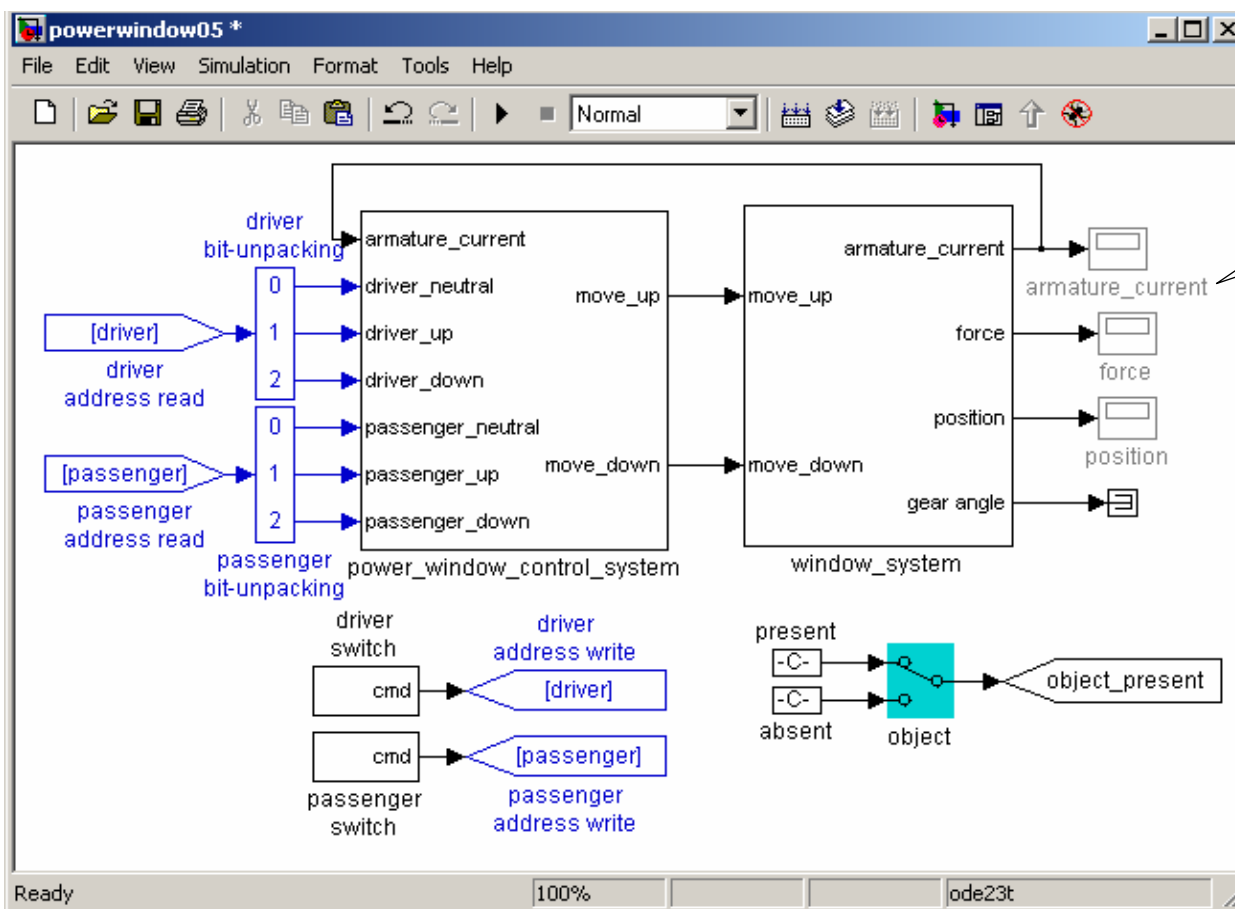 powerwindow05 *
File Edit View Simulation Format Tools Help
Normal
driver
bit-unpacking
0
1
2
[driver]
driver
address read
0
1
2
[passenger]
passenger
address read
passenger
bit-unpacking
armature_current
driver_neutral
driver_up
driver_down
passenger_neutral
passenger_up
passenger_down
move_up
move_down
power_window_control_system
move_up
move_down
armature_current
force
position
gear angle
window_system
armature_current
force
position
driver
switch
cmd
driver
address write
[driver]
cmd
passenger
switch
[passenger]
passenger
address write
present
-C-
-C-
absent
object
object_present
Ready 100% ode23t